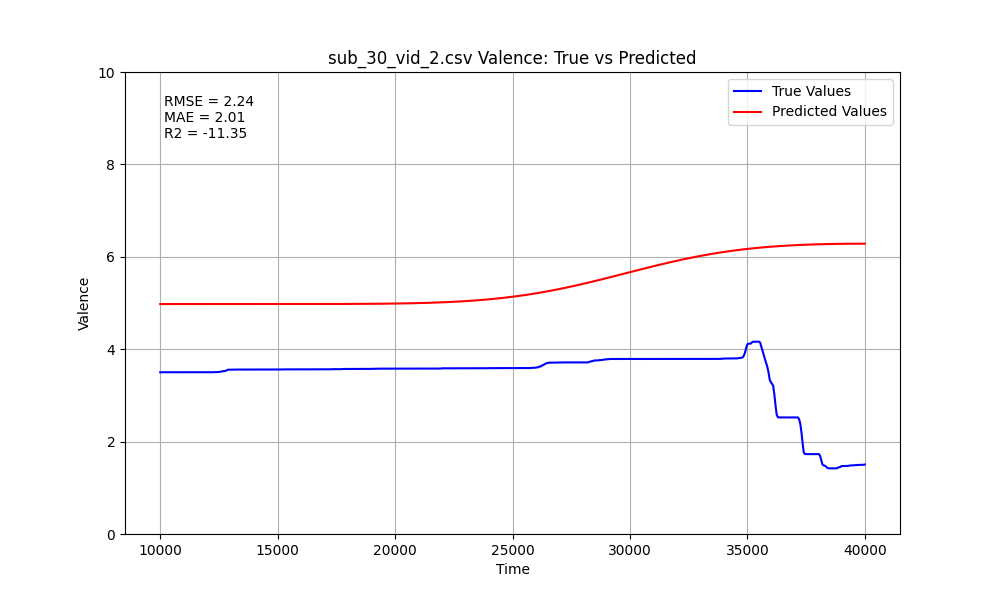 sub_30_vid_2.csv Valence: True vs Predicted
RMSE = 2.24
MAE = 2.01
R2 = -11.35
True Values
Predicted Values
Valence
10
8
6
4
2
0
10000 15000 20000 25000 30000 35000 40000
Time